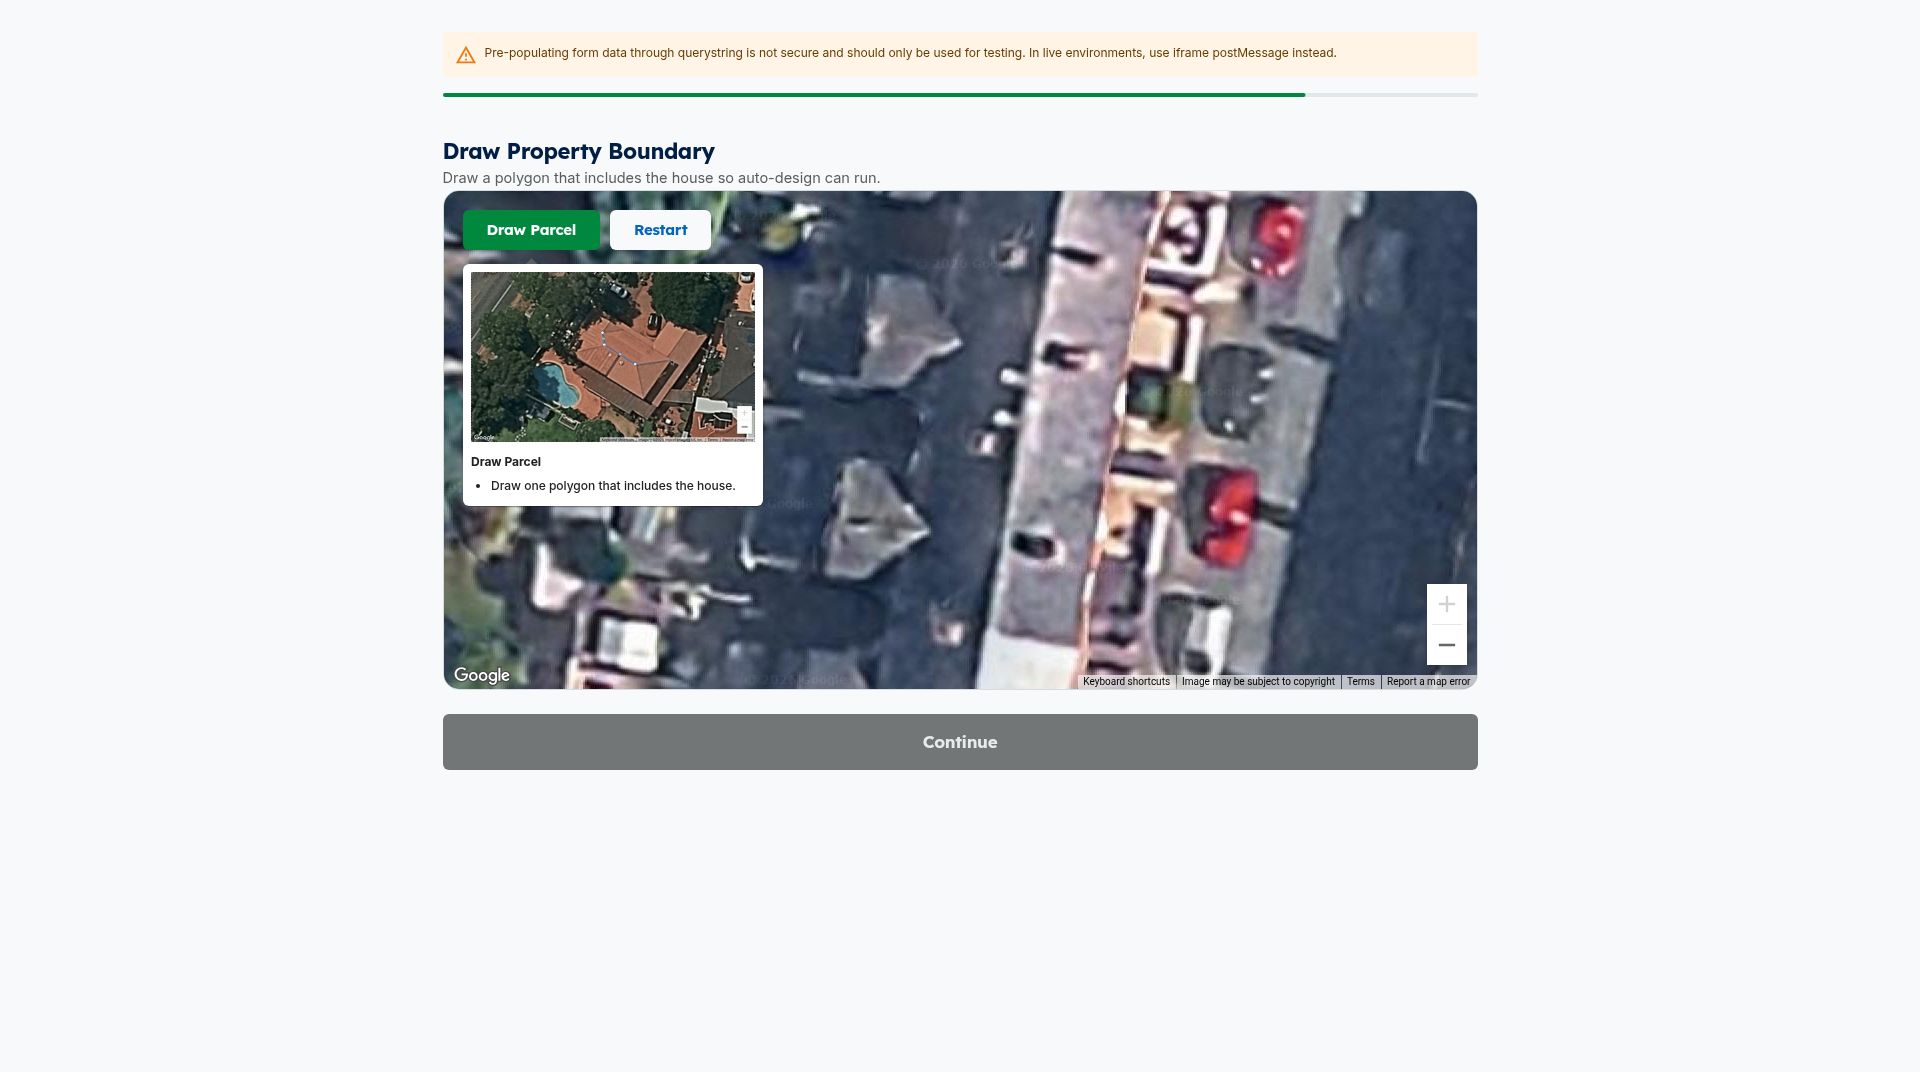 Pre-populating form data through querystring is not secure and should only be used for testing. In live environments, use iframe postMessage instead.
Draw Property Boundary
Draw a polygon that includes the house so auto-design can run.
Draw Parcel
Restart
Draw Parcel
Draw one polygon that includes the house.
Google
Keyboard shortcuts
Image may be subject to copyright
Terms
Report a map error
Continue